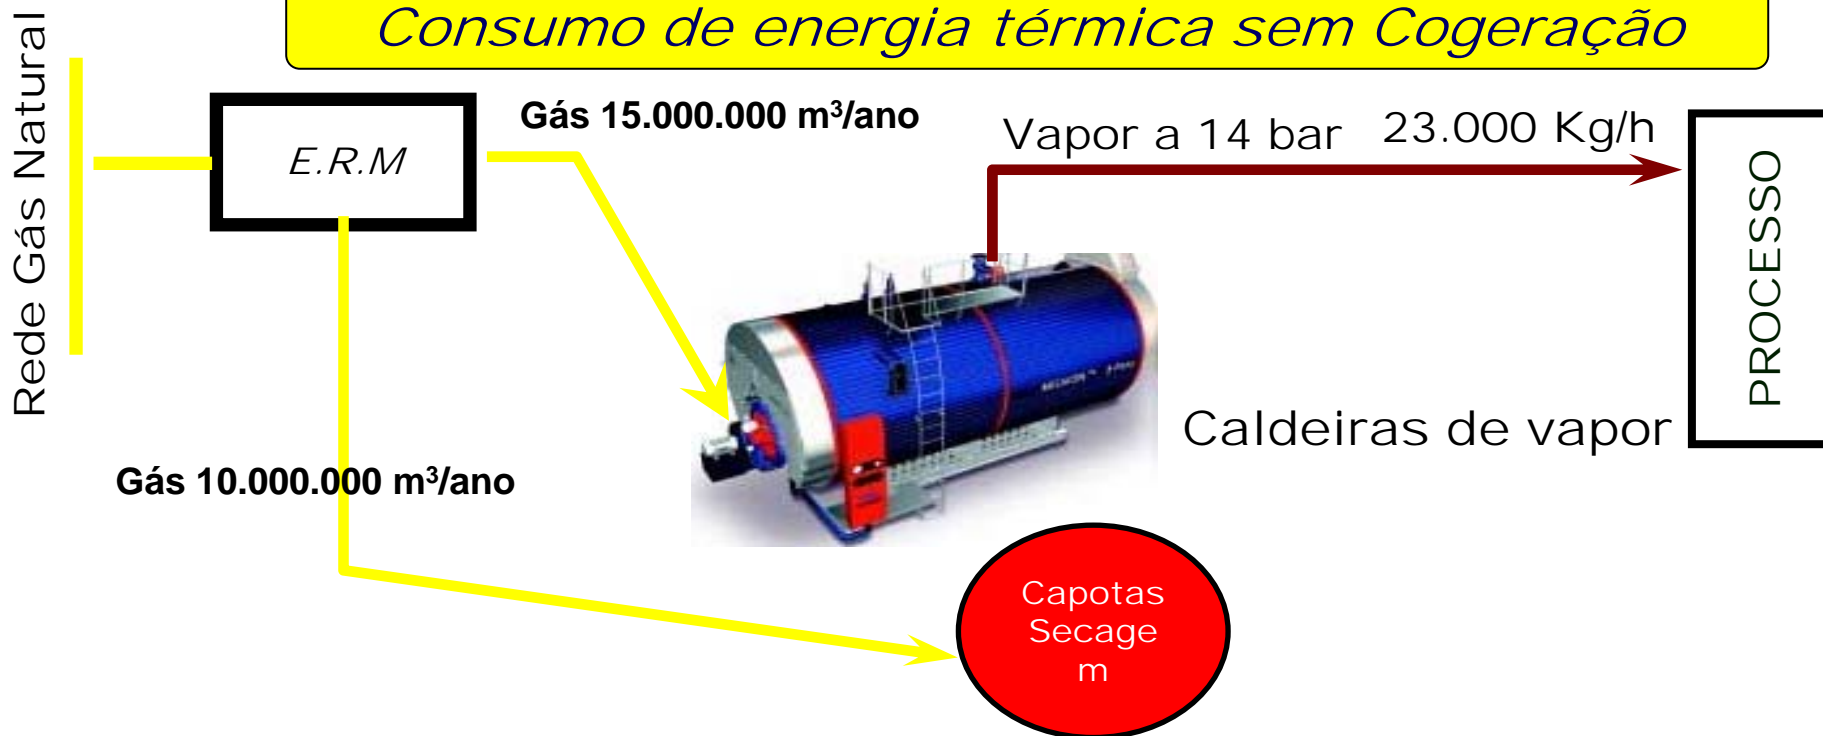 Consumo de energia térmica sem Cogeração
Rede Gás Natural
E.R.M
Gás 15.000.000 m³/ano
Vapor a 14 bar 23.000 Kg/h
PROCESSO
Caldeiras de vapor
Gás 10.000.000 m³/ano
Capotas
Secage
m